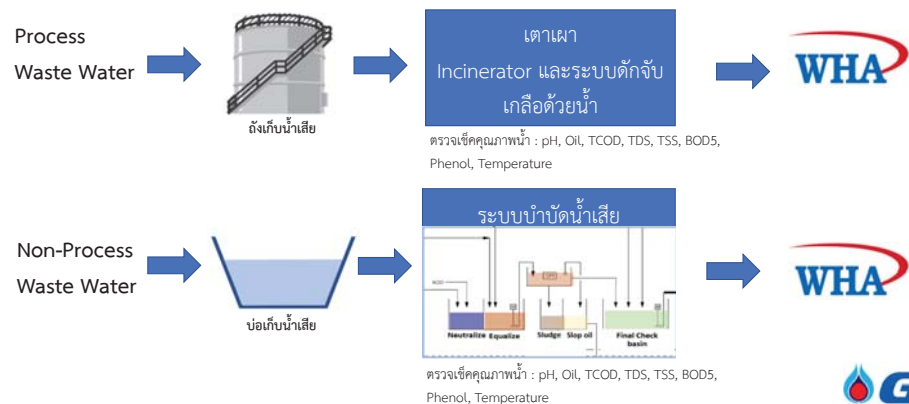 Process
Waste Water
ถังเก็บน้ำเสีย
เตาเผา
Incinerator และระบบดักจับ
เกลือด้วยน้ำ
ตรวจเช็คคุณภาพน้ำ : pH, Oil, TCOD, TDS, TSS, BOD5,
Phenol, Temperature
WHA
Non-Process
Waste Water
บ่อเก็บน้ำเสีย
ระบบบำบัดน้ำเสีย
Neutralize Equalize Sludge Slop oil Final Check
basin
ตรวจเช็คคุณภาพน้ำ : pH, Oil, TCOD, TDS, TSS, BOD5,
Phenol, Temperature
WHA
G